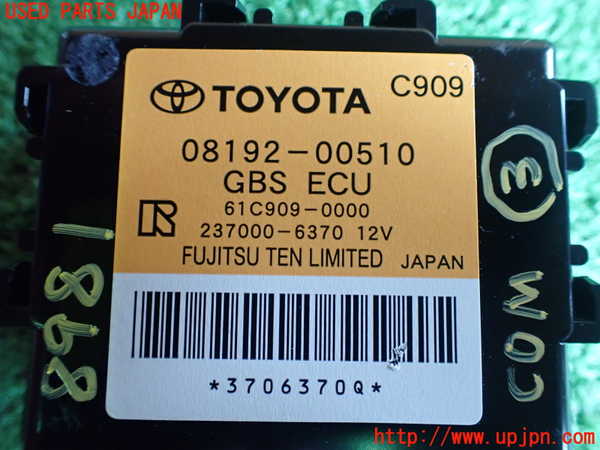 USED PARTS JAPAN
TOYOTA C909
08192-00510
GBS ECU
61C909-0000
R
237000-6370 12V
FUJITSU TEN LIMITED JAPAN
*3706370Q*
1898
COM 3
http://www.upjpn.com/